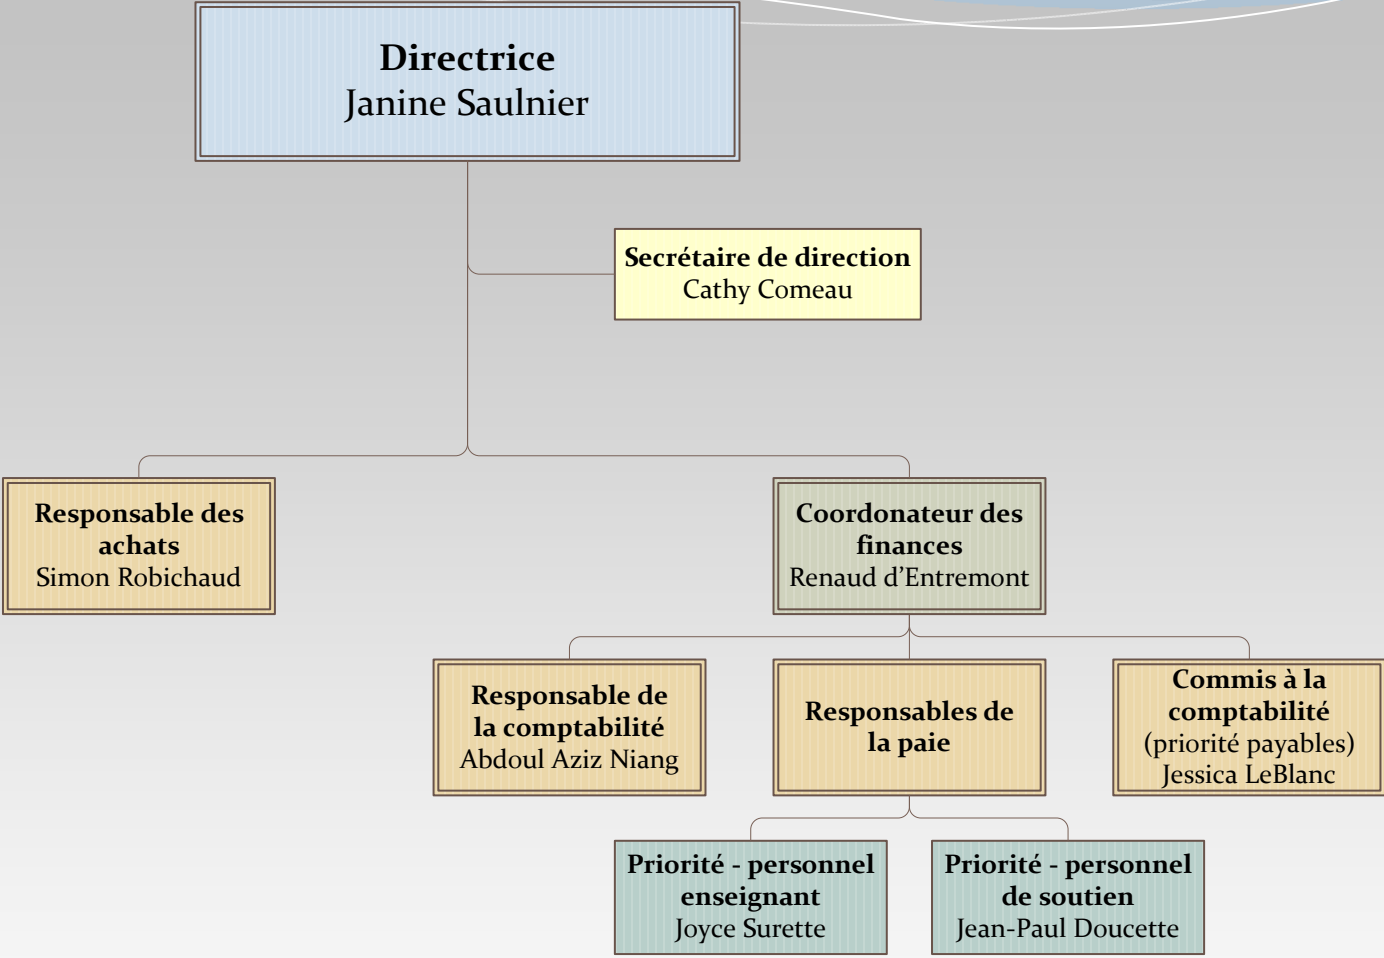 Directrice
Janine Saulnier
Secrétaire de direction
Cathy Comeau
Responsable des
achats
Simon Robichaud
Coordonateur des
finances
Renaud d’Entremont
Responsable de
la comptabilité
Abdoul Aziz Niang
Responsables de
la paie
Commis à la
comptabilité
(priorité payables)
Jessica LeBlanc
Priorité - personnel
enseignant
Joyce Surette
Priorité - personnel
de soutien
Jean-Paul Doucette